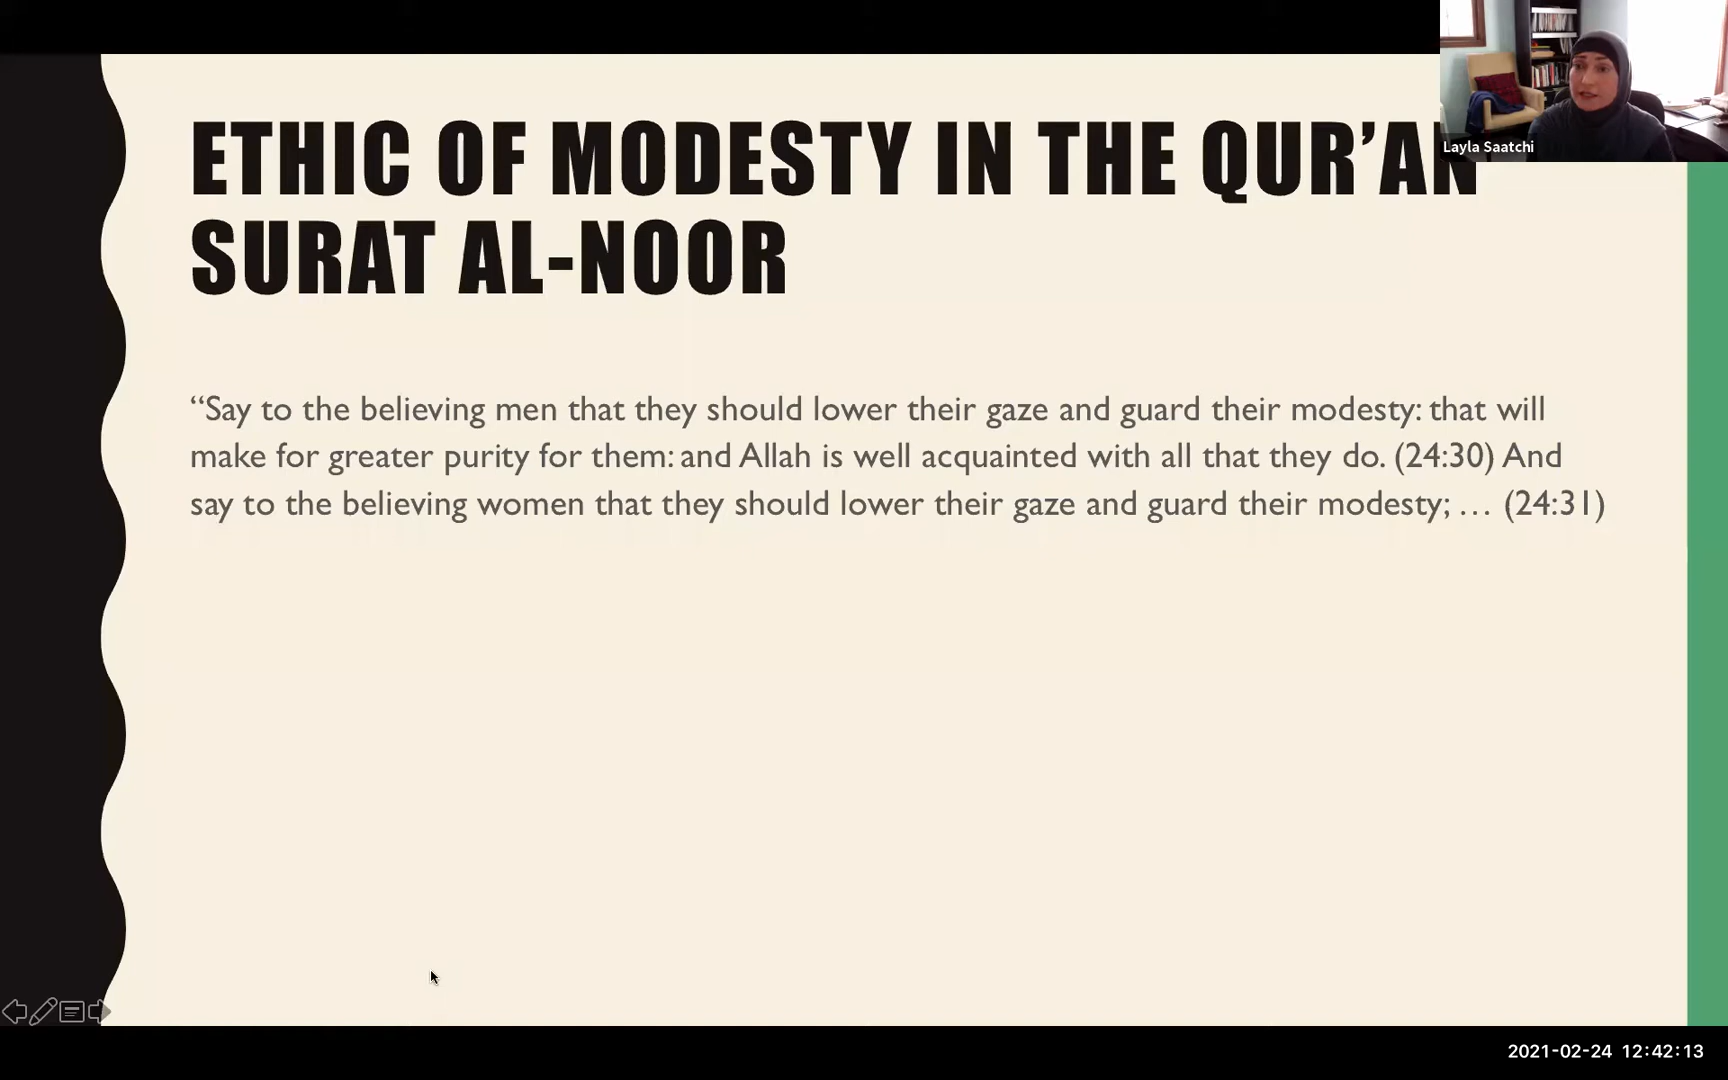 ETHIC OF MODESTY IN THE QUR’AN
SURAT AL-NOOR
Layla Saatchi
“Say to the believing men that they should lower their gaze and guard their modesty: that will
make for greater purity for them: and Allah is well acquainted with all that they do. (24:30) And
say to the believing women that they should lower their gaze and guard their modesty; … (24:31)
2021-02-24 12:42:13